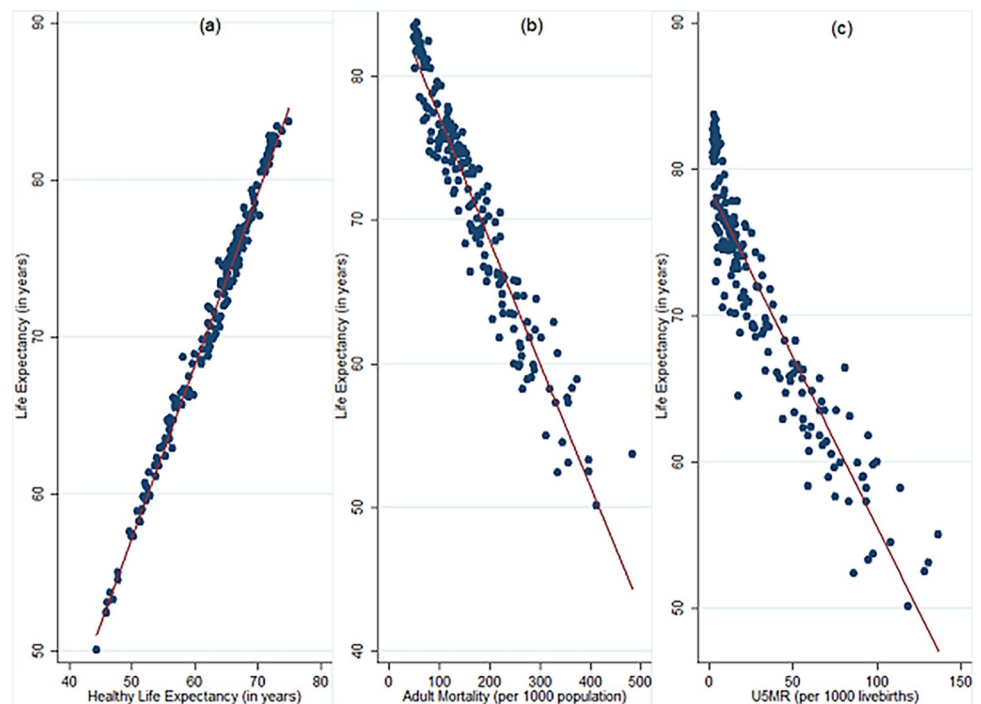 (a)
Life Expectancy (in years)
90
80
70
60
50
40 50 60 70 80
Healthy Life Expectancy (in years)
(b)
Life Expectancy (in years)
80
70
60
50
40
0 100 200 300 400 500
Adult Mortality (per 1000 population)
(c)
Life Expectancy (in years)
90
80
70
60
50
0 50 100 150
U5MR (per 1000 livebirths)